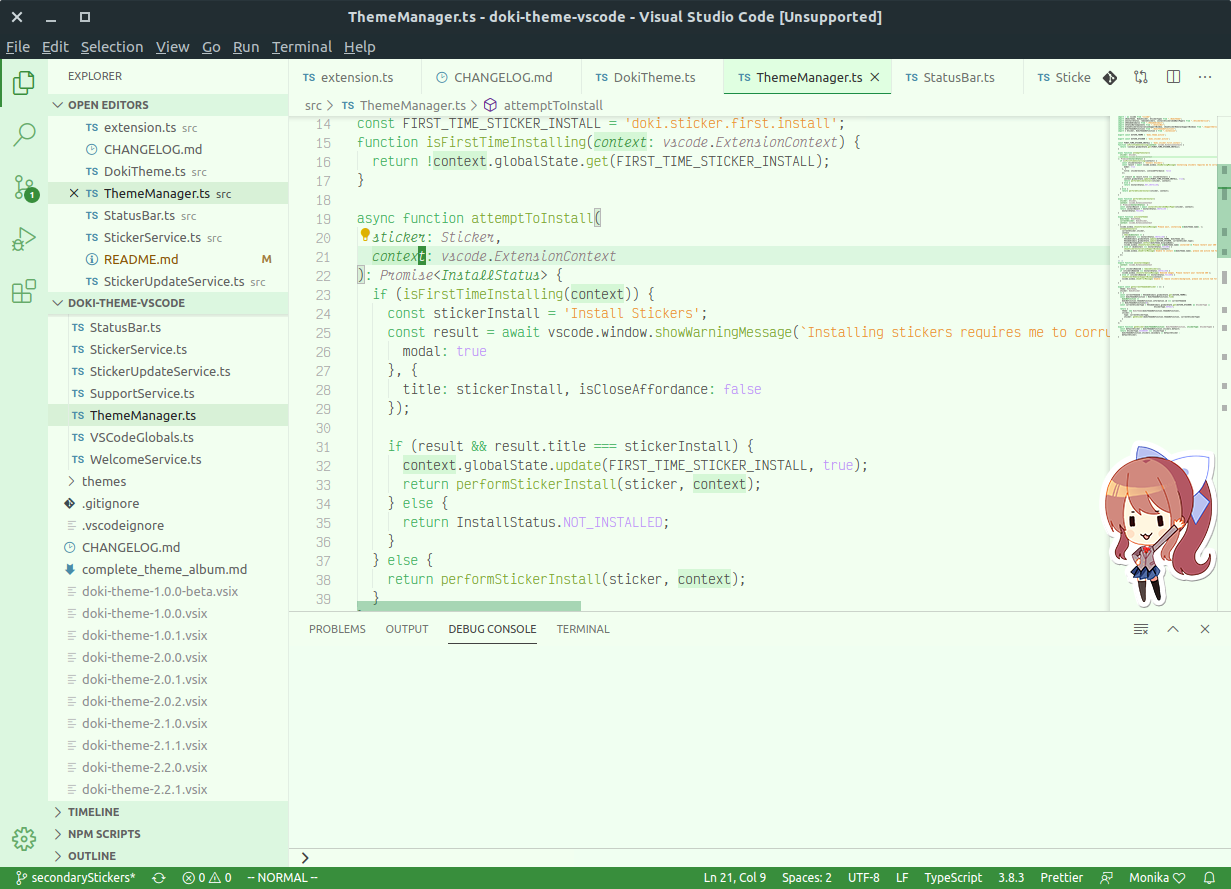 ThemeManager.ts - doki-theme-vscode - Visual Studio Code [Unsupported]
File Edit Selection View Go Run Terminal Help
EXPLORER
OPEN EDITORS
TS extension.ts src
CHANGELOG.md
TS DokiTheme.ts src
TS ThemeManager.ts src
TS StatusBar.ts src
TS StickerService.ts src
README.md M
TS StickerUpdateService.ts src
1
DOKI-THEME-VSCODE
TS StatusBar.ts
TS StickerService.ts
TS StickerUpdateService.ts
TS SupportService.ts
TS ThemeManager.ts
TS VSCodeGlobals.ts
TS WelcomeService.ts
themes
.gitignore
.vscodeignore
CHANGELOG.md
complete_theme_album.md
doki-theme-1.0.0-beta.vsix
doki-theme-1.0.0.vsix
doki-theme-1.0.1.vsix
doki-theme-2.0.0.vsix
doki-theme-2.0.1.vsix
doki-theme-2.0.2.vsix
doki-theme-2.1.0.vsix
doki-theme-2.1.1.vsix
doki-theme-2.2.0.vsix
doki-theme-2.2.1.vsix
TIMELINE
NPM SCRIPTS
OUTLINE
TS extension.ts CHANGELOG.md TS DokiTheme.ts TS ThemeManager.ts TS StatusBar.ts TS Sticke
src > TS ThemeManager.ts > attemptToInstall
14 const FIRST_TIME_STICKER_INSTALL = 'doki.sticker.first.install';
15 function isFirstTimeInstalling(context: vscode.ExtensionContext) {
16 return !context.globalState.get(FIRST_TIME_STICKER_INSTALL);
17 }
18
19 async function attemptToInstall(
20 sticker: Sticker,
21 context: vscode.ExtensionContext
22 ): Promise<InstallStatus> {
23 if (isFirstTimeInstalling(context)) {
24 const stickerInstall = 'Install Stickers';
25 const result = await vscode.window.showWarningMessage(`Installing stickers requires me to corru
26 modal: true
27 }, {
28 title: stickerInstall, isCloseAffordance: false
29 });
30
31 if (result && result.title === stickerInstall) {
32 context.globalState.update(FIRST_TIME_STICKER_INSTALL, true);
33 return performStickerInstall(sticker, context);
34 } else {
35 return InstallStatus.NOT_INSTALLED;
36 }
37 } else {
38 return performStickerInstall(sticker, context);
39 }
PROBLEMS OUTPUT DEBUG CONSOLE TERMINAL
secondaryStickers* 0 0 -- NORMAL -- Ln 21, Col 9 Spaces: 2 UTF-8 LF TypeScript 3.8.3 Prettier Monika♡